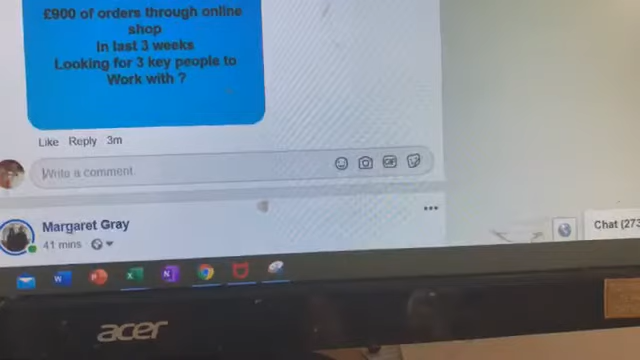 £900 of orders through online
shop
In last 3 weeks
Looking for 3 key people to
Work with ?
Like Reply 3m
Write a comment
GIF
Margaret Gray
41 mins
Chat (273
acer